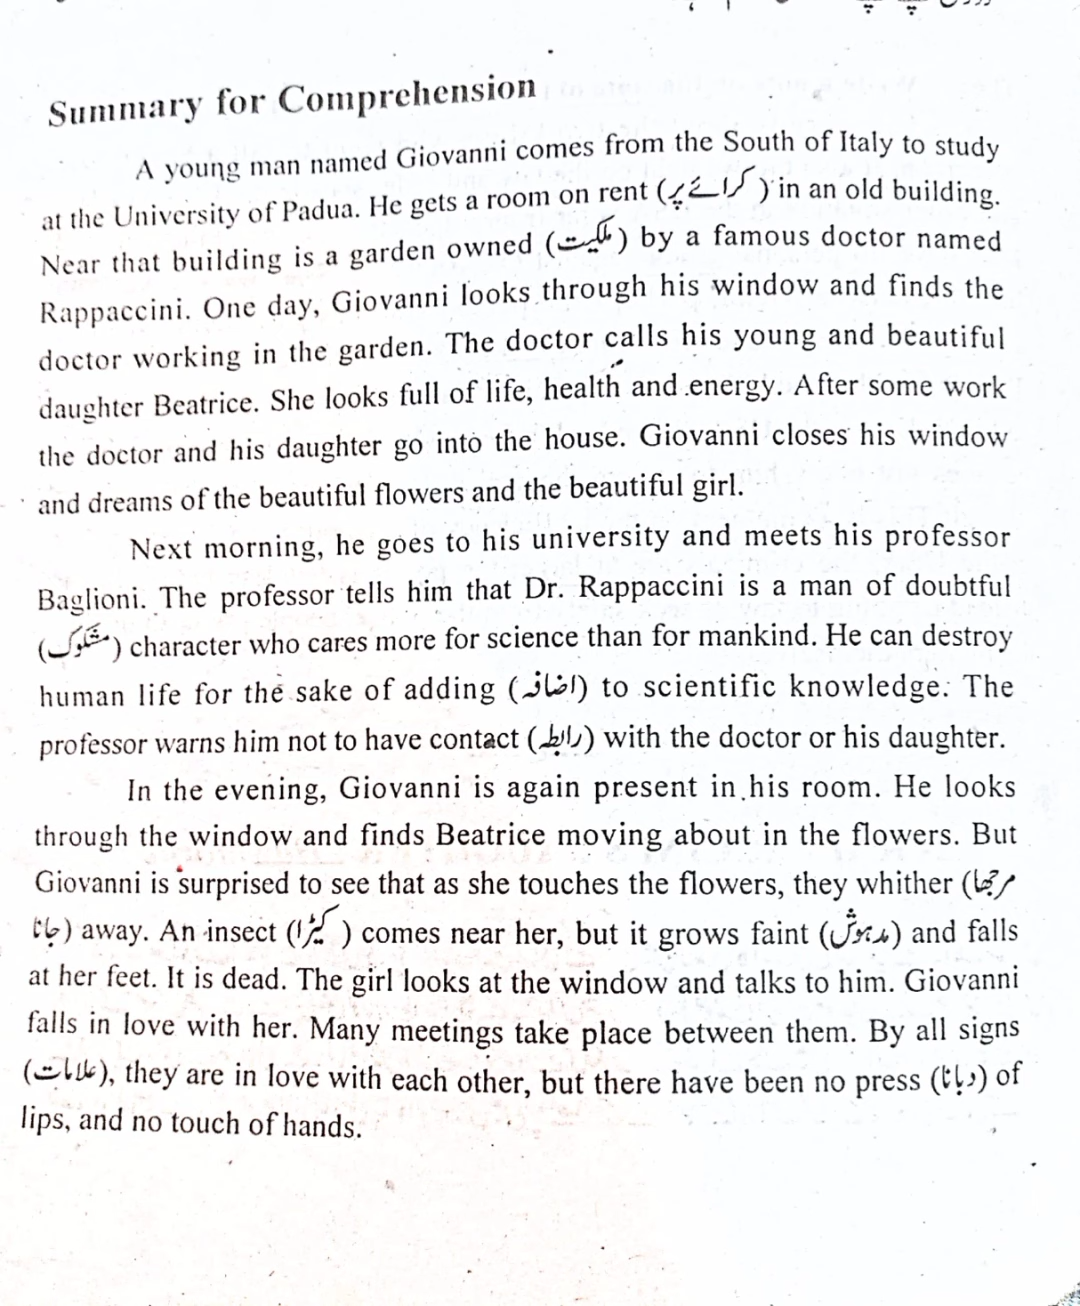 Summary for Comprehension
A young man named Giovanni comes from the South of Italy to study
at the University of Padua. He gets a room on rent (کرائے پر) in an old building.
Near that building is a garden owned (ملکیت) by a famous doctor named
Rappaccini. One day, Giovanni looks through his window and finds the
doctor working in the garden. The doctor calls his young and beautiful
daughter Beatrice. She looks full of life, health and energy. After some work
the doctor and his daughter go into the house. Giovanni closes his window
and dreams of the beautiful flowers and the beautiful girl.
Next morning, he goes to his university and meets his professor
Baglioni. The professor tells him that Dr. Rappaccini is a man of doubtful
(مشکوک) character who cares more for science than for mankind. He can destroy
human life for the sake of adding (اضافہ) to scientific knowledge. The
professor warns him not to have contact (رابطہ) with the doctor or his daughter.
In the evening, Giovanni is again present in his room. He looks
through the window and finds Beatrice moving about in the flowers. But
Giovanni is surprised to see that as she touches the flowers, they whither (مرجھا
جانا) away. An insect (کیڑا) comes near her, but it grows faint (مدہوش) and falls
at her feet. It is dead. The girl looks at the window and talks to him. Giovanni
falls in love with her. Many meetings take place between them. By all signs
(علامات), they are in love with each other, but there have been no press (دبانا) of
lips, and no touch of hands.